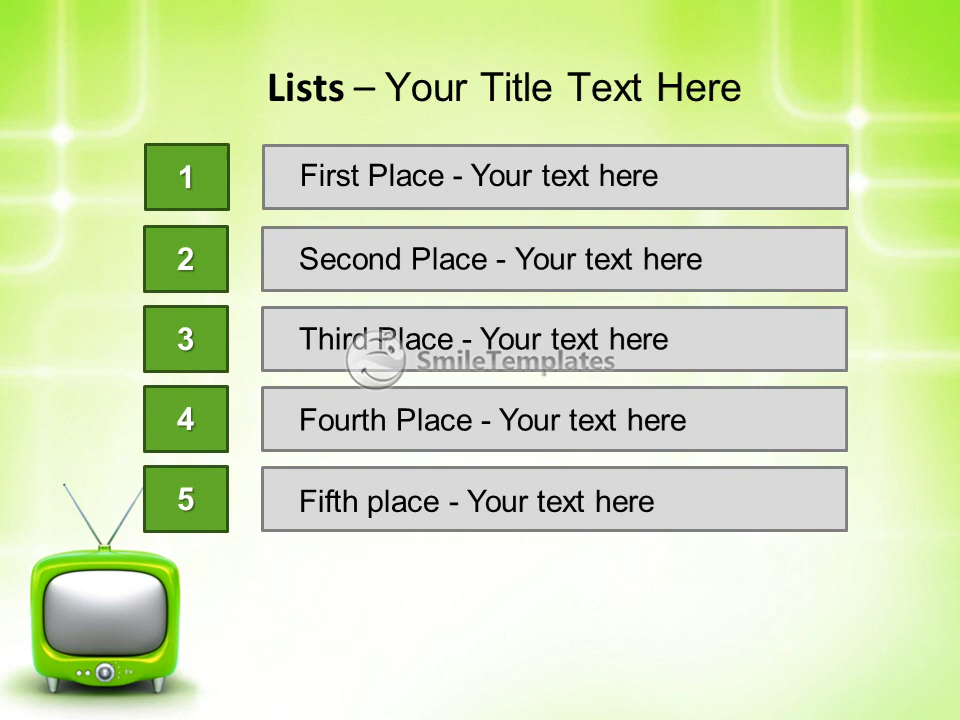 Lists – Your Title Text Here
1 First Place - Your text here
2 Second Place - Your text here
3 Third Place - Your text here
SmileTemplates
4 Fourth Place - Your text here
5 Fifth place - Your text here
TV